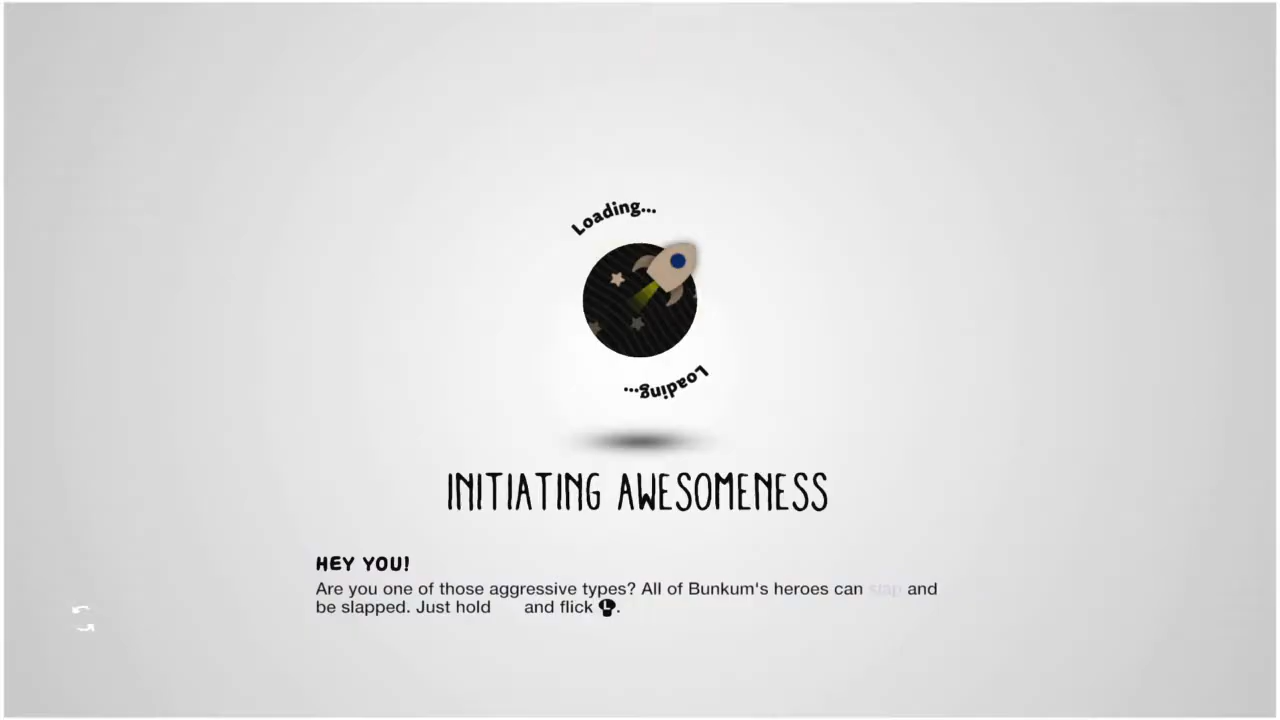 Loading...
Loading...
INITIATING AWESOMENESS
HEY YOU!
Are you one of those aggressive types? All of Bunkum's heroes can slap and
be slapped. Just hold and flick L.